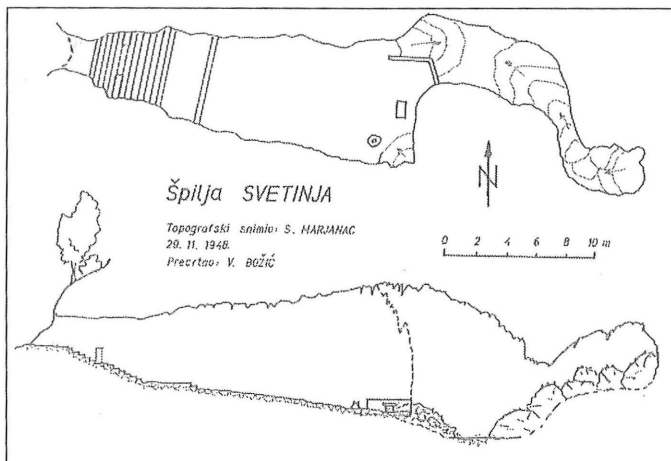 Špilja SVETINJA
Topografski snimio: S. MARJANAC
29. 11. 1948.
Precrtao: V. BOŽIĆ
N
0 2 4 6 8 10 m